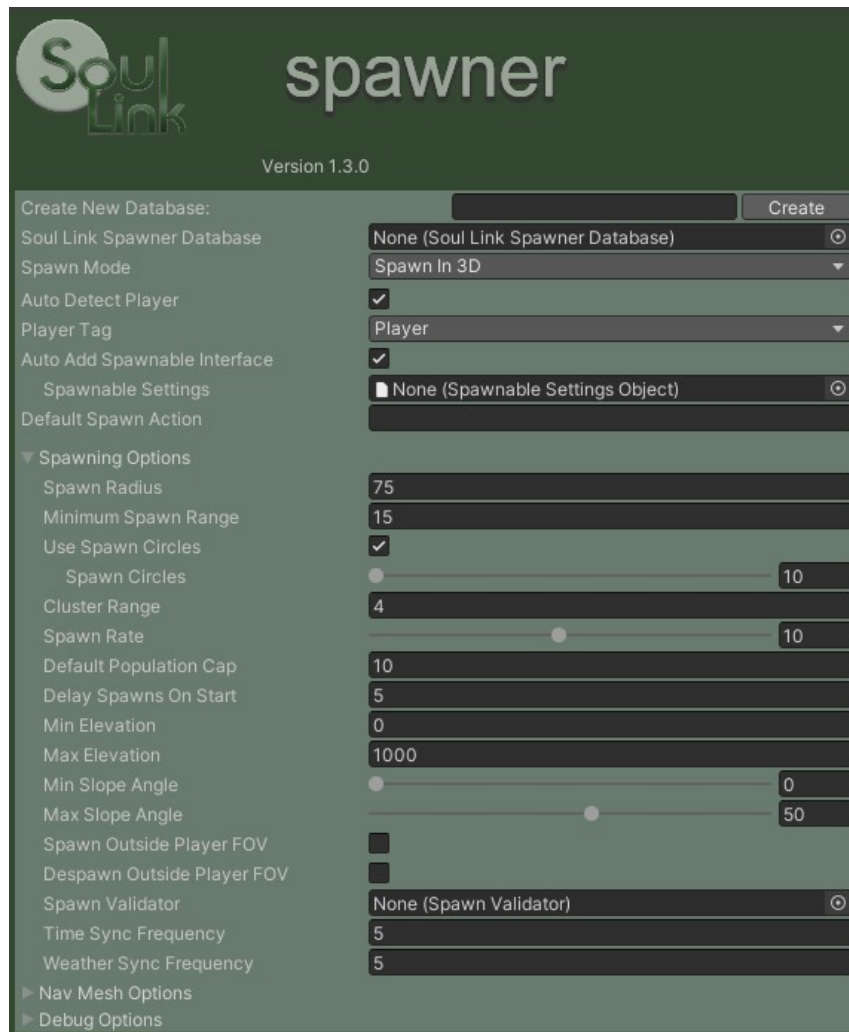 Soul
Link
spawner
Version 1.3.0
Create New Database: Create
Soul Link Spawner Database None (Soul Link Spawner Database)
Spawn Mode Spawn In 3D
Auto Detect Player
Player Tag Player
Auto Add Spawnable Interface
Spawnable Settings None (Spawnable Settings Object)
Default Spawn Action
Spawning Options
Spawn Radius 75
Minimum Spawn Range 15
Use Spawn Circles
Spawn Circles 10
Cluster Range 4
Spawn Rate 10
Default Population Cap 10
Delay Spawns On Start 5
Min Elevation 0
Max Elevation 1000
Min Slope Angle 0
Max Slope Angle 50
Spawn Outside Player FOV
Despawn Outside Player FOV
Spawn Validator None (Spawn Validator)
Time Sync Frequency 5
Weather Sync Frequency 5
Nav Mesh Options
Debug Options